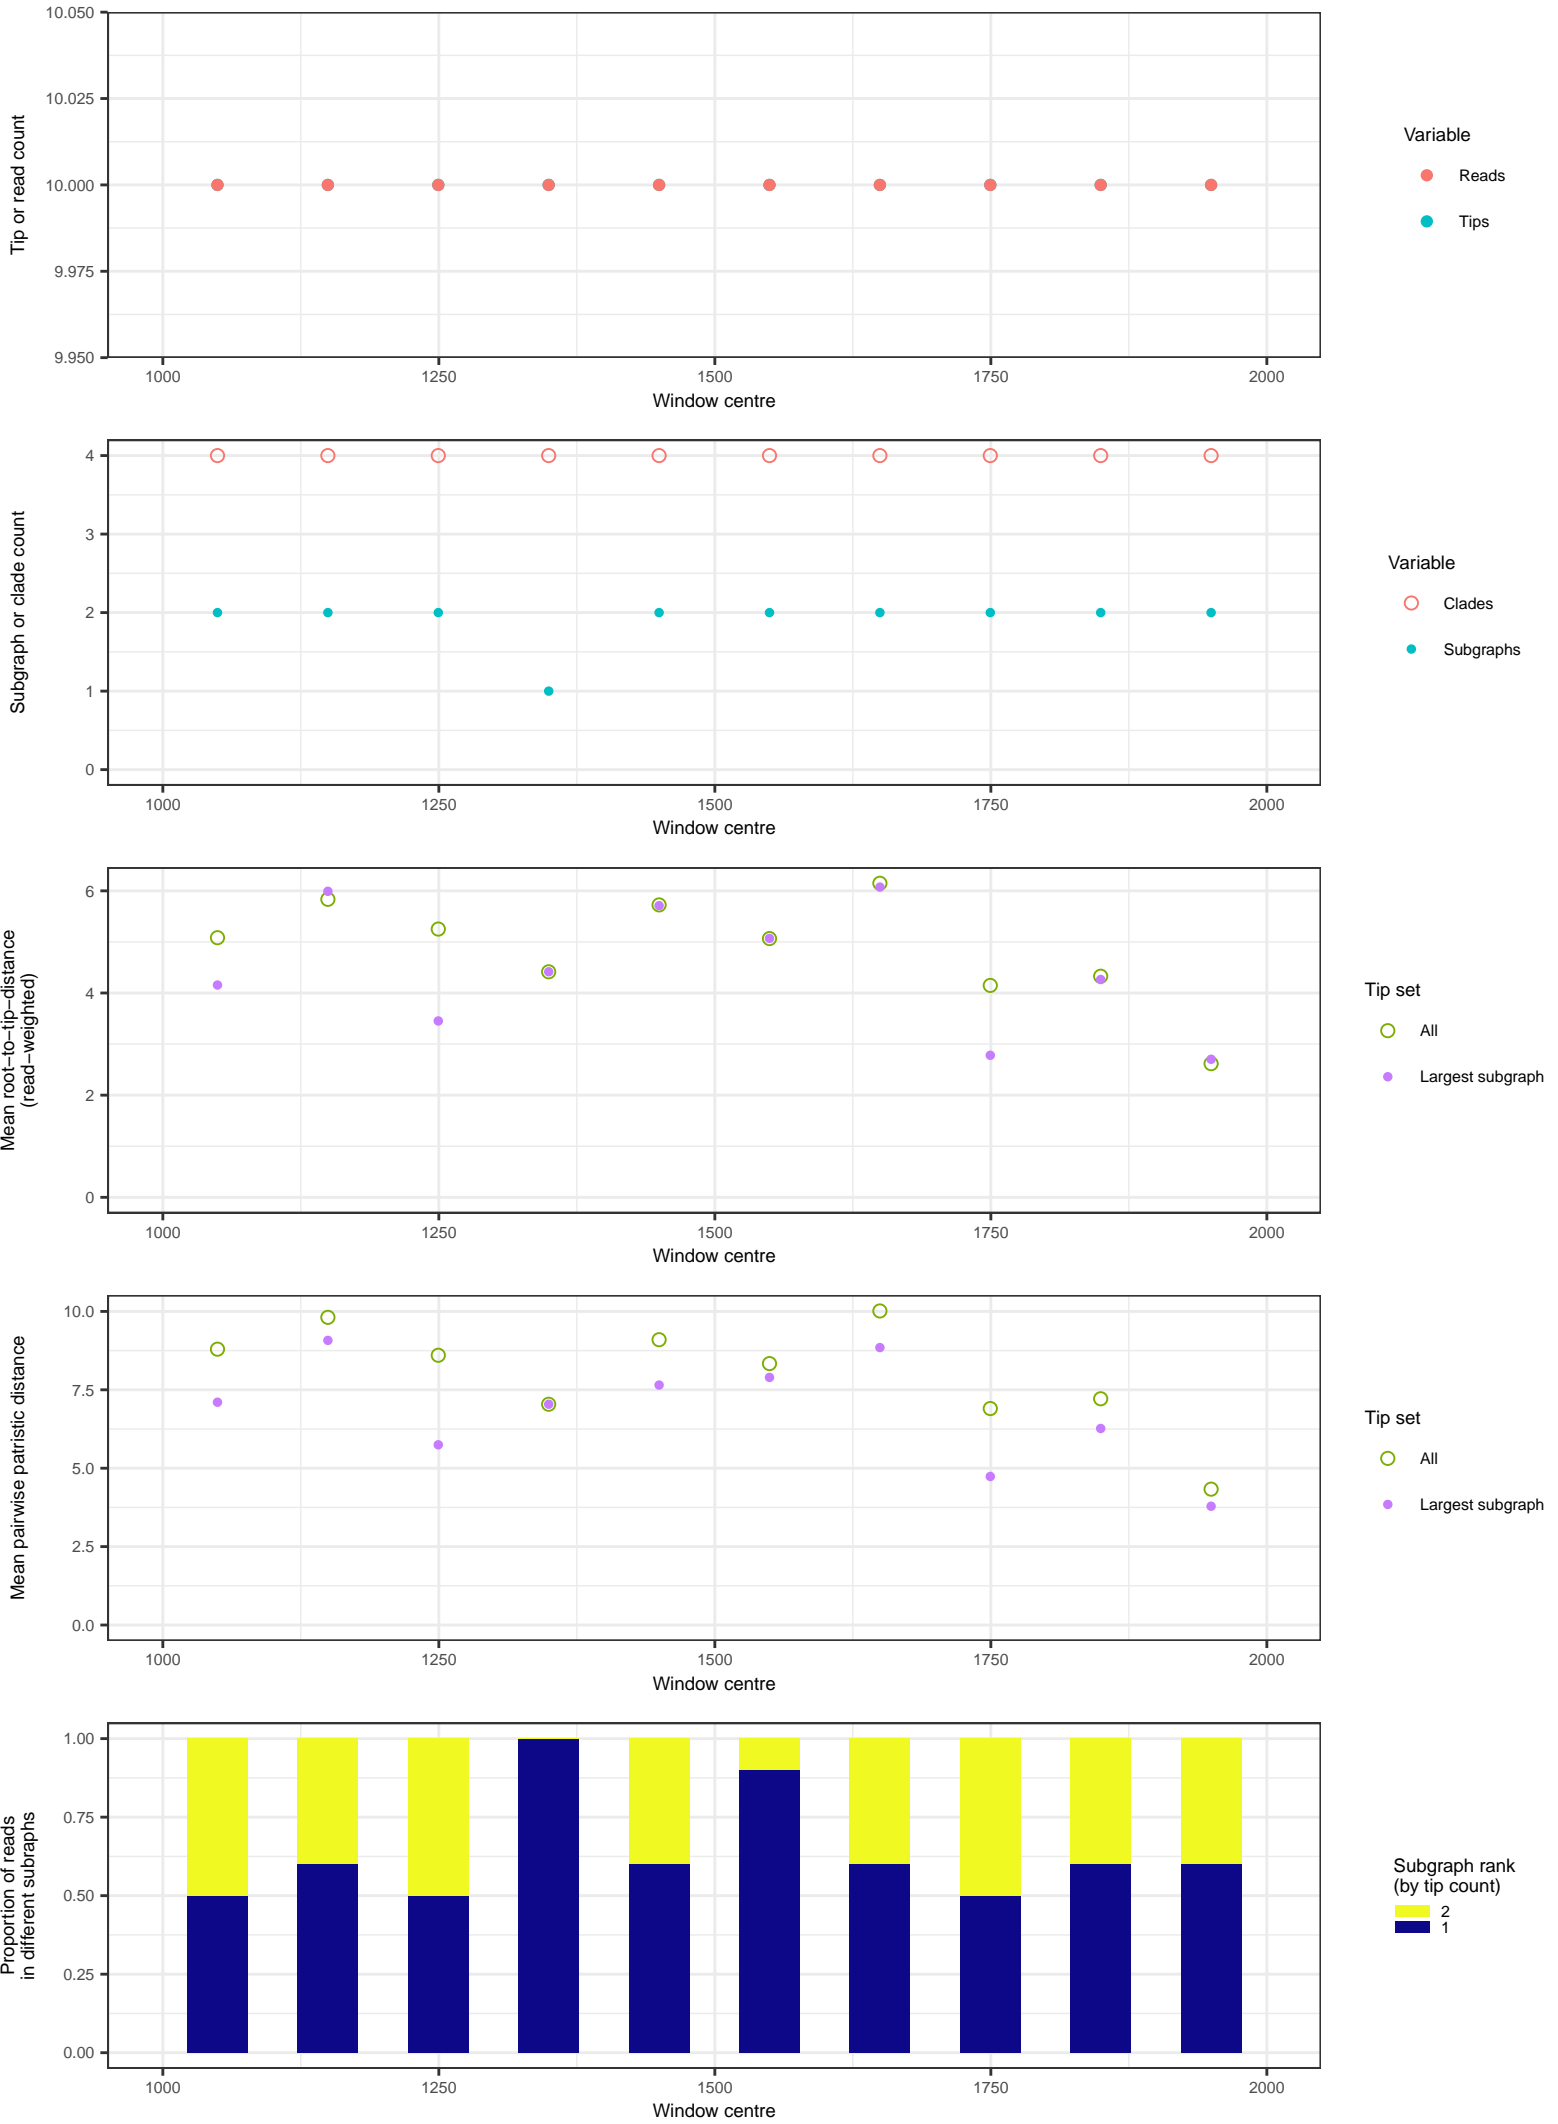 10.050
10.025
10.000
9.975
9.950
Tip or read count
1000
1250
1500
1750
2000
Window centre
Variable
Reads
Tips
4
3
2
1
0
Subgraph or clade count
1000
1250
1500
1750
2000
Window centre
Variable
Clades
Subgraphs
6
4
2
0
Mean root−to−tip−distance
(read−weighted)
1000
1250
1500
1750
2000
Window centre
Tip set
All
Largest subgraph
10.0
7.5
5.0
2.5
0.0
Mean pairwise patristic distance
1000
1250
1500
1750
2000
Window centre
Tip set
All
Largest subgraph
1.00
0.75
0.50
0.25
0.00
Proportion of reads
in different subraphs
1000
1250
1500
1750
2000
Window centre
Subgraph rank
(by tip count)
2
1